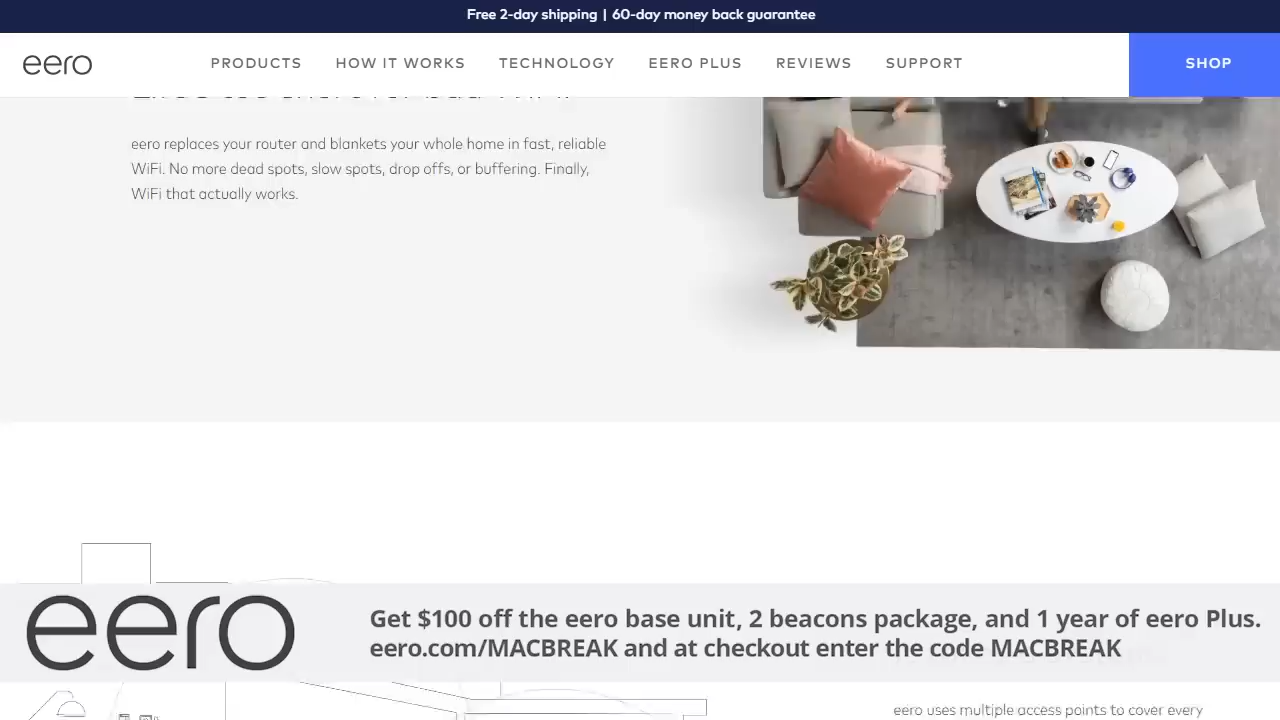 Free 2-day shipping | 60-day money back guarantee
eero
PRODUCTS HOW IT WORKS TECHNOLOGY EERO PLUS REVIEWS SUPPORT SHOP
eero replaces your router and blankets your whole home in fast, reliable
WiFi. No more dead spots, slow spots, drop offs, or buffering. Finally,
WiFi that actually works.
eero
Get $100 off the eero base unit, 2 beacons package, and 1 year of eero Plus.
eero.com/MACBREAK and at checkout enter the code MACBREAK
eero uses multiple access points to cover every